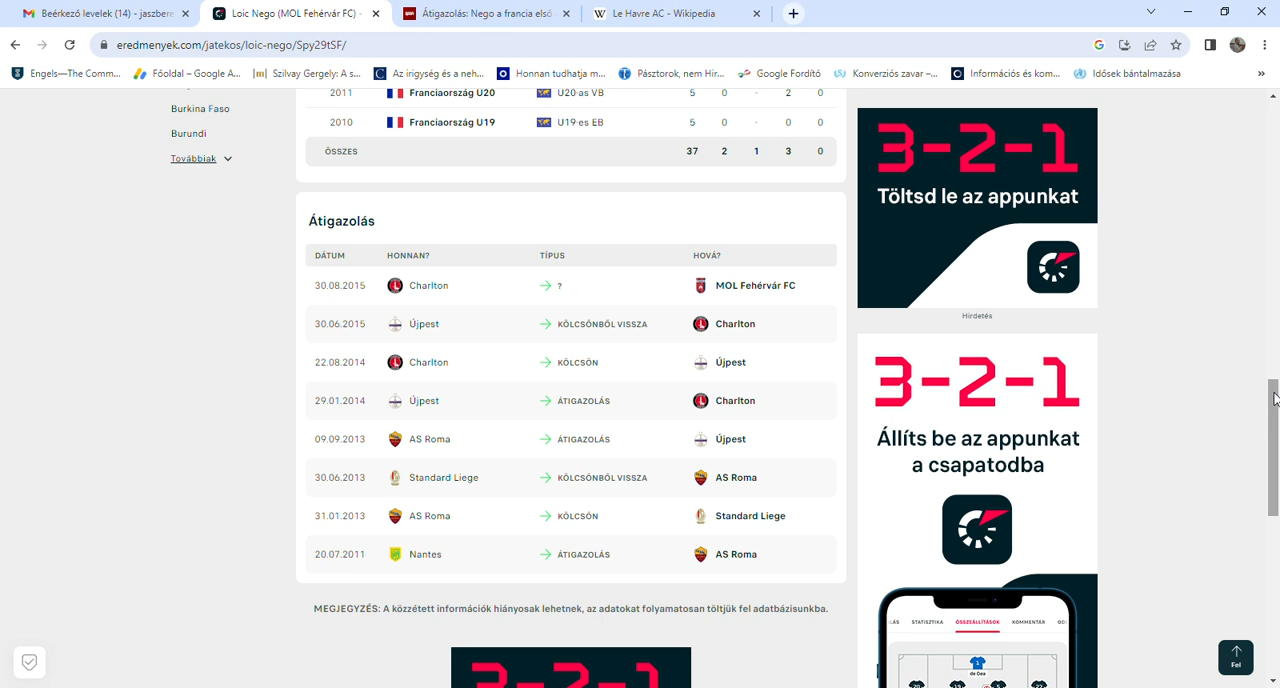 Beérkező levelek (14) - jaszbere
Loic Nego (MOL Fehérvár FC) -
Átigazolás: Nego a francia első
Le Havre AC - Wikipedia
eredmenyek.com/jatekos/loic-nego/Spy29tSF/
Engels—The Comm...
Főoldal – Google A...
Szilvay Gergely: A s...
Az irigység és a neh...
Honnan tudhatja m...
Pásztorok, nem Hir...
Google Fordító
Konverziós zavar –...
Információs és kom...
Idősek bántalmazása
»
Burkina Faso
Burundi
Továbbiak
2011 Franciaország U20 U20-as VB 5 0 - 2 0
2010 Franciaország U19 U19-es EB 5 0 - 0 0
ÖSSZES 37 2 1 3 0
Átigazolás
DÁTUM HONNAN? TÍPUS HOVÁ?
30.08.2015 Charlton ? MOL Fehérvár FC
30.06.2015 Újpest KÖLCSÖNBŐL VISSZA Charlton
22.08.2014 Charlton KÖLCSÖN Újpest
29.01.2014 Újpest ÁTIGAZOLÁS Charlton
09.09.2013 AS Roma ÁTIGAZOLÁS Újpest
30.06.2013 Standard Liege KÖLCSÖNBŐL VISSZA AS Roma
31.01.2013 AS Roma KÖLCSÖN Standard Liege
20.07.2011 Nantes ÁTIGAZOLÁS AS Roma
MEGJEGYZÉS: A közzétett információk hiányosak lehetnek, az adatokat folyamatosan töltjük fel adatbázisunkba.
3-2-1
3-2-1
Töltsd le az appunkat
Hirdetés
3-2-1
Állíts be az appunkat
a csapatodba
STATISZTIKA ÖSSZEÁLLÍTÁSOK KOMMENTÁR
1
de Gea
Fel